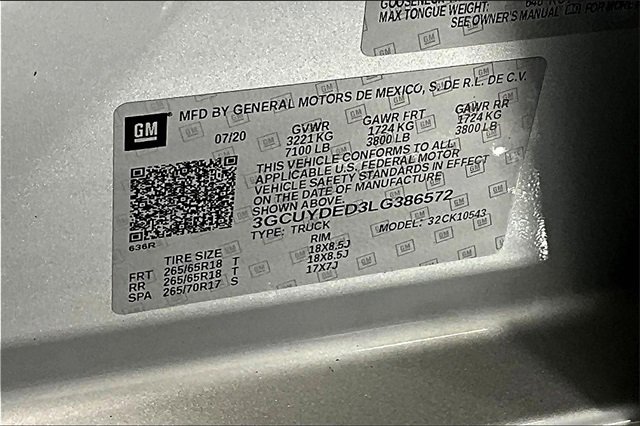 GOOSENECK
MAX TONGUE WEIGHT:
SEE OWNER'S MANUAL FOR MORE
MFD BY GENERAL MOTORS DE MEXICO, S. DE R.L. DE C.V.
GM
07/20 GVWR GAWR FRT GAWR RR
3221 KG 1724 KG 1724 KG
7100 LB 3800 LB 3800 LB
THIS VEHICLE CONFORMS TO ALL
APPLICABLE U.S. FEDERAL MOTOR
VEHICLE SAFETY STANDARDS IN EFFECT
ON THE DATE OF MANUFACTURE
SHOWN ABOVE.
3GCUYDED3LG386572
636R
TYPE: TRUCK MODEL: 32CK10543
TIRE SIZE RIM
FRT 265/65R18 T 18X8.5J
RR 265/65R18 T 18X8.5J
SPA 265/70R17 S 17X7J